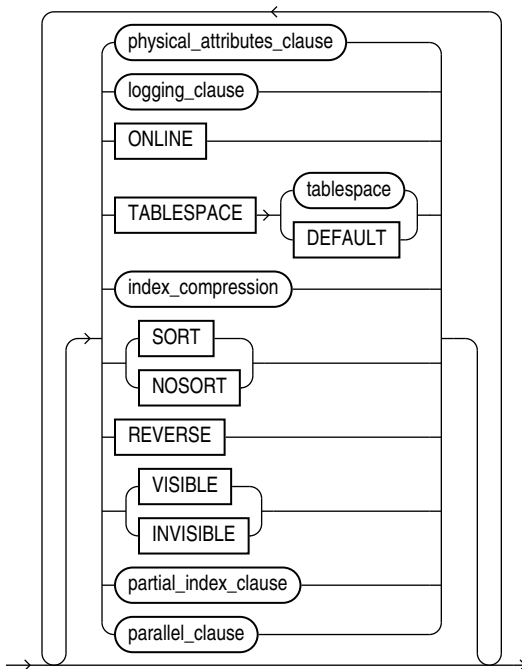 physical_attributes_clause
logging_clause
ONLINE
TABLESPACE
tablespace
DEFAULT
index_compression
SORT
NOSORT
REVERSE
VISIBLE
INVISIBLE
partial_index_clause
parallel_clause